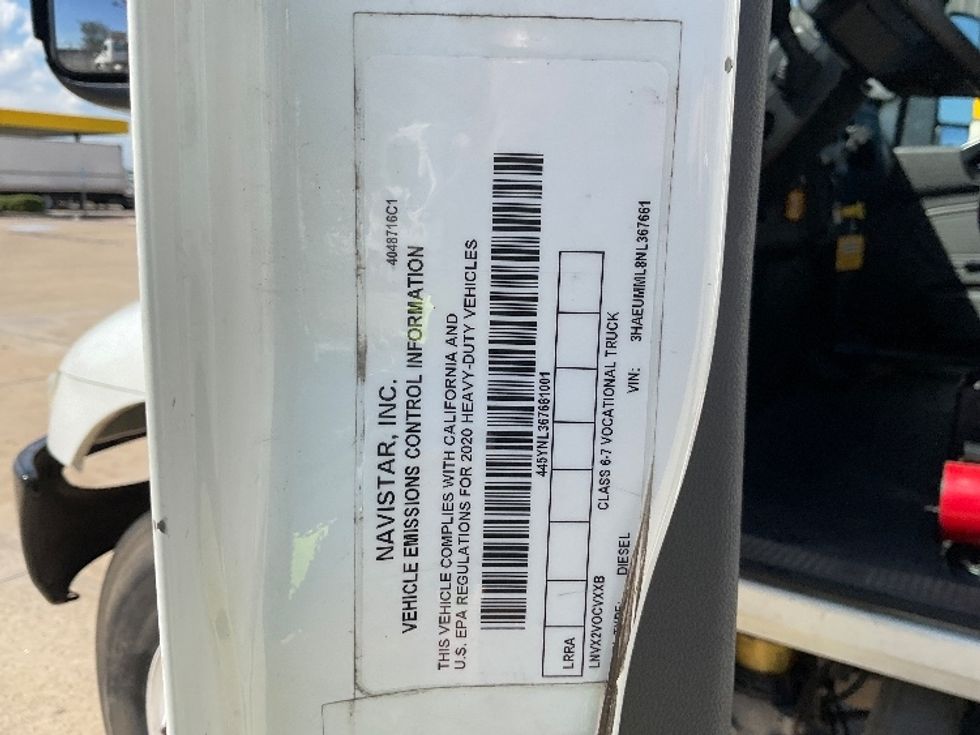 4048716C1
NAVISTAR, INC.
VEHICLE EMISSIONS CONTROL INFORMATION
THIS VEHICLE COMPLIES WITH CALIFORNIA AND
U.S. EPA REGULATIONS FOR 2020 HEAVY-DUTY VEHICLES
445YNL367661001
LRRA
LNVX2VOCVXXB CLASS 6-7 VOCATIONAL TRUCK
DIESEL VIN: 3HAEUMML8NL367661